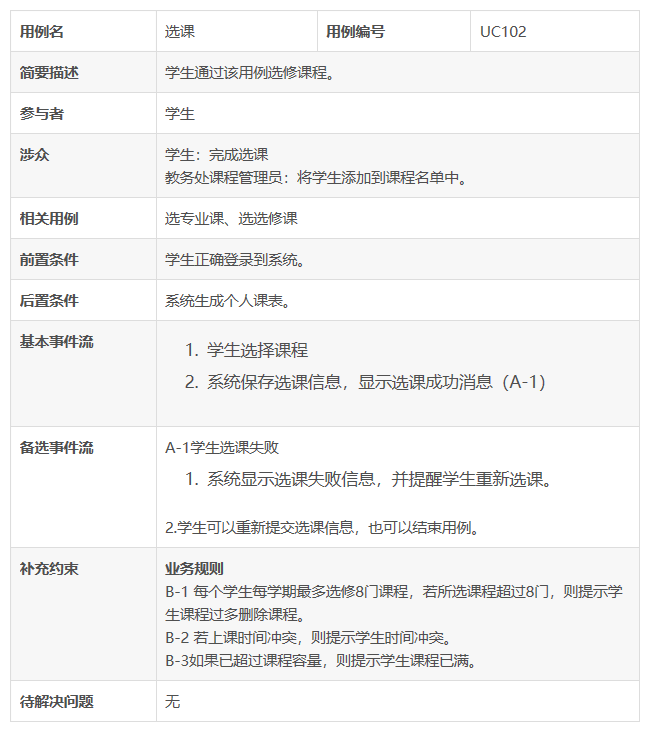 用例名 选课 用例编号 UC102
简要描述 学生通过该用例选修课程。
参与者 学生
涉众 学生：完成选课
教务处课程管理员：将学生添加到课程名单中。
相关用例 选专业课、选选修课
前置条件 学生正确登录到系统。
后置条件 系统生成个人课表。
基本事件流
1. 学生选择课程
2. 系统保存选课信息，显示选课成功消息（A-1）
备选事件流 A-1学生选课失败
1. 系统显示选课失败信息，并提醒学生重新选课。
2.学生可以重新提交选课信息，也可以结束用例。
补充约束 业务规则
B-1 每个学生每学期最多选修8门课程，若所选课程超过8门，则提示学
生课程过多删除课程。
B-2 若上课时间冲突，则提示学生时间冲突。
B-3如果已超过课程容量，则提示学生课程已满。
待解决问题 无